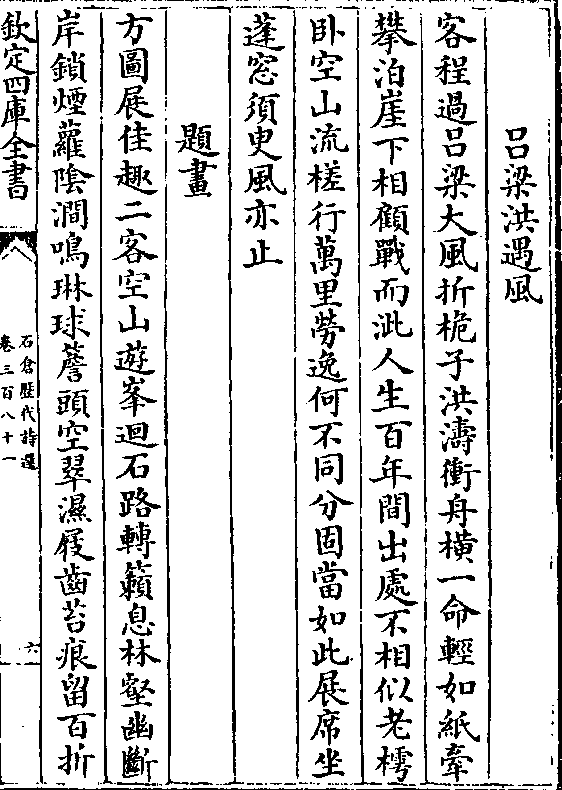 呂梁洪遇風
客程過呂梁大風折桅子洪濤衝舟橫一命輕如紙牽
攀泊崖下相顧戰而泚人生百年間出處不相似老樗
卧空山流槎行萬里勞逸何不同分固當如此展席坐
蓬窓須臾風亦止
題畫
方圖展佳趣二客空山遊峯迴石路轉籟息林壑幽斷
岸鎖煙蘿陰澗鳴琳球簷頭空翠濕屐齒苔痕留百折
欽定四庫全書
石倉歷代詩選
卷三百八十一
六